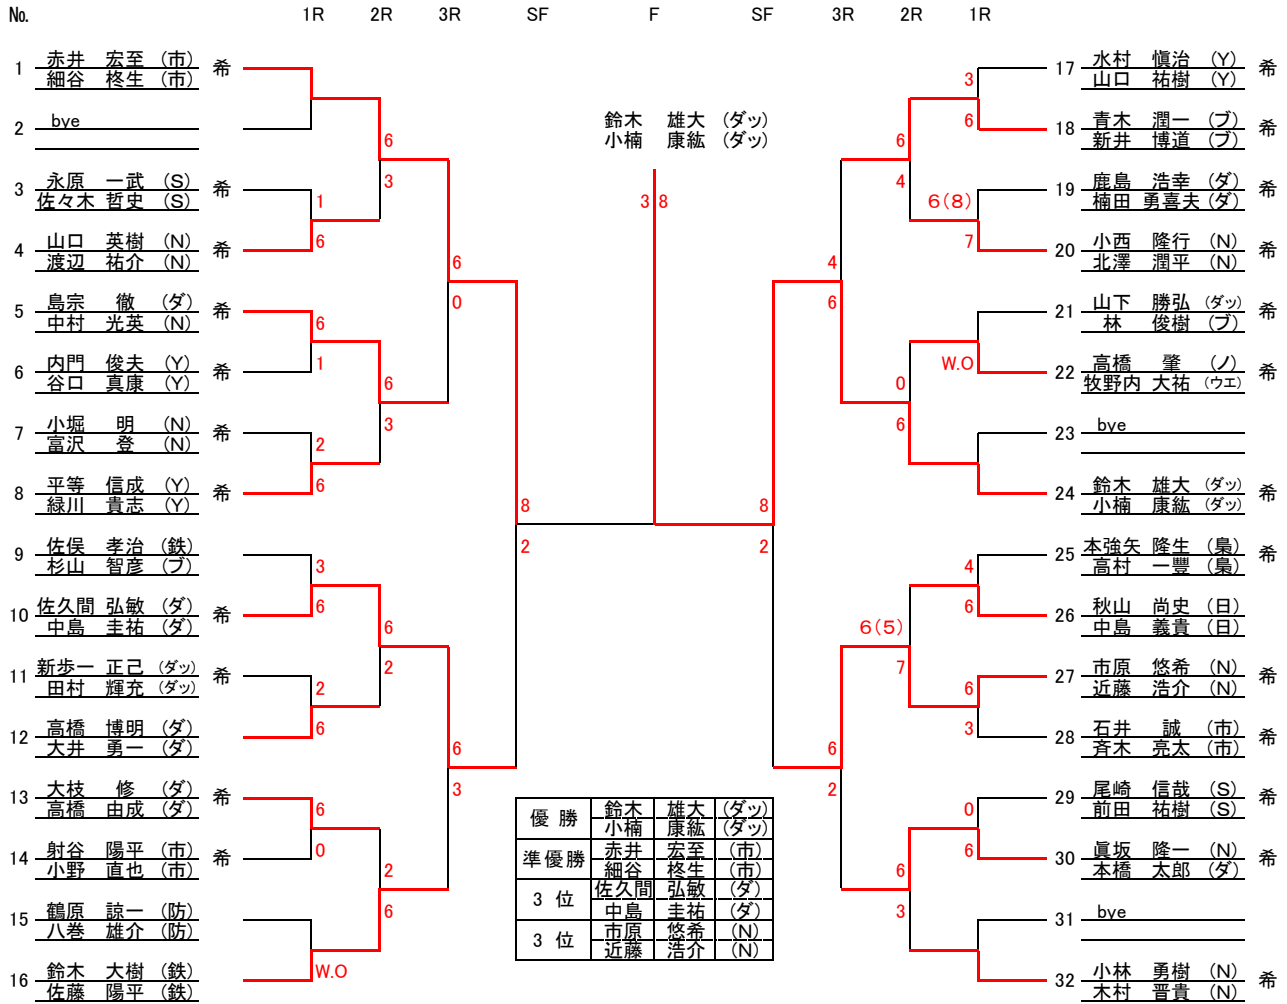 No. 1R 2R 3R SF F SF 3R 2R 1R
1 赤井 宏至 (市) 希
細谷 柊生 (市)
2 bye
3 永原 一武 (S) 希
佐々木 哲史 (S)
4 山口 英樹 (N) 希
渡辺 祐介 (N)
5 島宗 徹 (ダ) 希
中村 光英 (N)
6 内門 俊夫 (Y) 希
谷口 真康 (Y)
7 小堀 明 (N) 希
富沢 登 (N)
8 平等 信成 (Y) 希
緑川 貴志 (Y)
9 佐俣 孝治 (鉄)
杉山 智彦 (ブ)
10 佐久間 弘敏 (ダ) 希
中島 圭祐 (ダ)
11 新歩一 正己 (ダッ) 希
田村 輝充 (ダッ)
12 高橋 博明 (ダ)
大井 勇一 (ダ)
13 大枝 修 (ダ) 希
高橋 由成 (ダ)
14 射谷 陽平 (市) 希
小野 直也 (市)
15 鶴原 諒一 (防)
八巻 雄介 (防)
16 鈴木 大樹 (鉄)
佐藤 陽平 (鉄)
1
6
6
1
2
6
3
6
2
6
6
0
W.O
6
3
6
3
6
2
2
6
6
0
6
3
8
2
鈴木 雄大 (ダッ)
小楠 康紘 (ダッ)
3 8
8
2
4
6
6
2
6
4
0
6
6(5)
7
6
3
3
6
6(8)
7
W.O
4
6
6
3
0
6
17 水村 愼治 (Y) 希
山口 祐樹 (Y)
18 青木 潤一 (ブ) 希
新井 博道 (ブ)
19 鹿島 浩幸 (ダ) 希
楠田 勇喜夫 (ダ)
20 小西 隆行 (N) 希
北澤 潤平 (N)
21 山下 勝弘 (ダッ) 希
林 俊樹 (ブ)
22 高橋 肇 (ノ) 希
牧野内 大祐 (ウエ)
23 bye
24 鈴木 雄大 (ダッ) 希
小楠 康紘 (ダッ)
25 本強矢 隆生 (梟) 希
高村 一豊 (梟)
26 秋山 尚史 (日)
中島 義貴 (日)
27 市原 悠希 (N) 希
近藤 浩介 (N)
28 石井 誠 (市) 希
斉木 亮太 (市)
29 尾崎 信哉 (S) 希
前田 祐樹 (S)
30 眞坂 隆一 (N) 希
本橋 太郎 (ダ)
31 bye
32 小林 勇樹 (N) 希
木村 晋貴 (N)
優 勝 鈴木 雄大 (ダッ)
小楠 康紘 (ダッ)
準優勝 赤井 宏至 (市)
細谷 柊生 (市)
3 位 佐久間 弘敏 (ダ)
中島 圭祐 (ダ)
3 位 市原 悠希 (N)
近藤 浩介 (N)